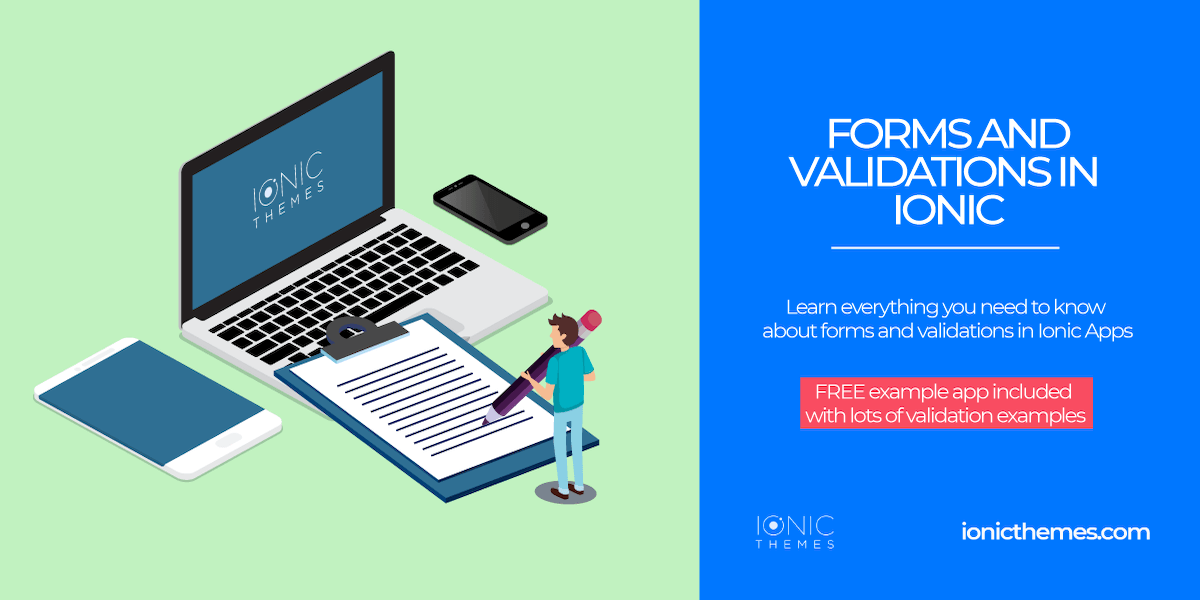 IONIC
THEMES
FORMS AND
VALIDATIONS IN
IONIC
Learn everything you need to know
about forms and validations in Ionic Apps
FREE example app included
with lots of validation examples
IONIC
THEMES
ionicthemes.com